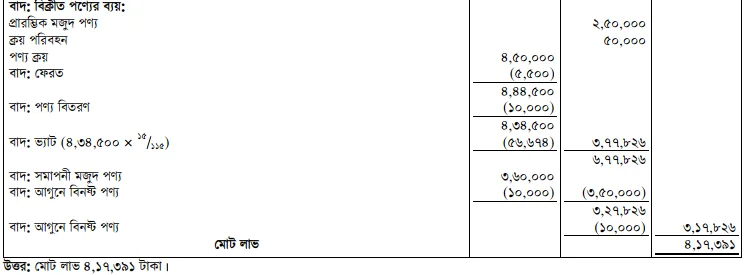 বাদ: বিক্রীত পণ্যের ব্যয়:
প্রারম্ভিক মজুদ পণ্য ২,৫০,০০০
ক্রয় পরিবহন ৫০,০০০
পণ্য ক্রয় ৪,৫০,০০০
বাদ: ফেরত (৫,৫০০)
৪,৪৪,৫০০
বাদ: পণ্য বিতরণ (১০,০০০)
৪,৩৪,৫০০
বাদ: ভ্যাট (৪,৩৪,৫০০ × ১৫/১১৫) (৫৬,৬৭৪) ৩,৭৭,৮২৬
৬,৭৭,৮২৬
বাদ: সমাপনী মজুদ পণ্য ৩,৬০,০০০
বাদ: আগুনে বিনষ্ট পণ্য (১০,০০০) (৩,৫০,০০০)
৩,২৭,৮২৬
বাদ: আগুনে বিনষ্ট পণ্য (১০,০০০) ৩,১৭,৮২৬
মোট লাভ ৪,১৭,৩৯১
উত্তর: মোট লাভ ৪,১৭,৩৯১ টাকা।